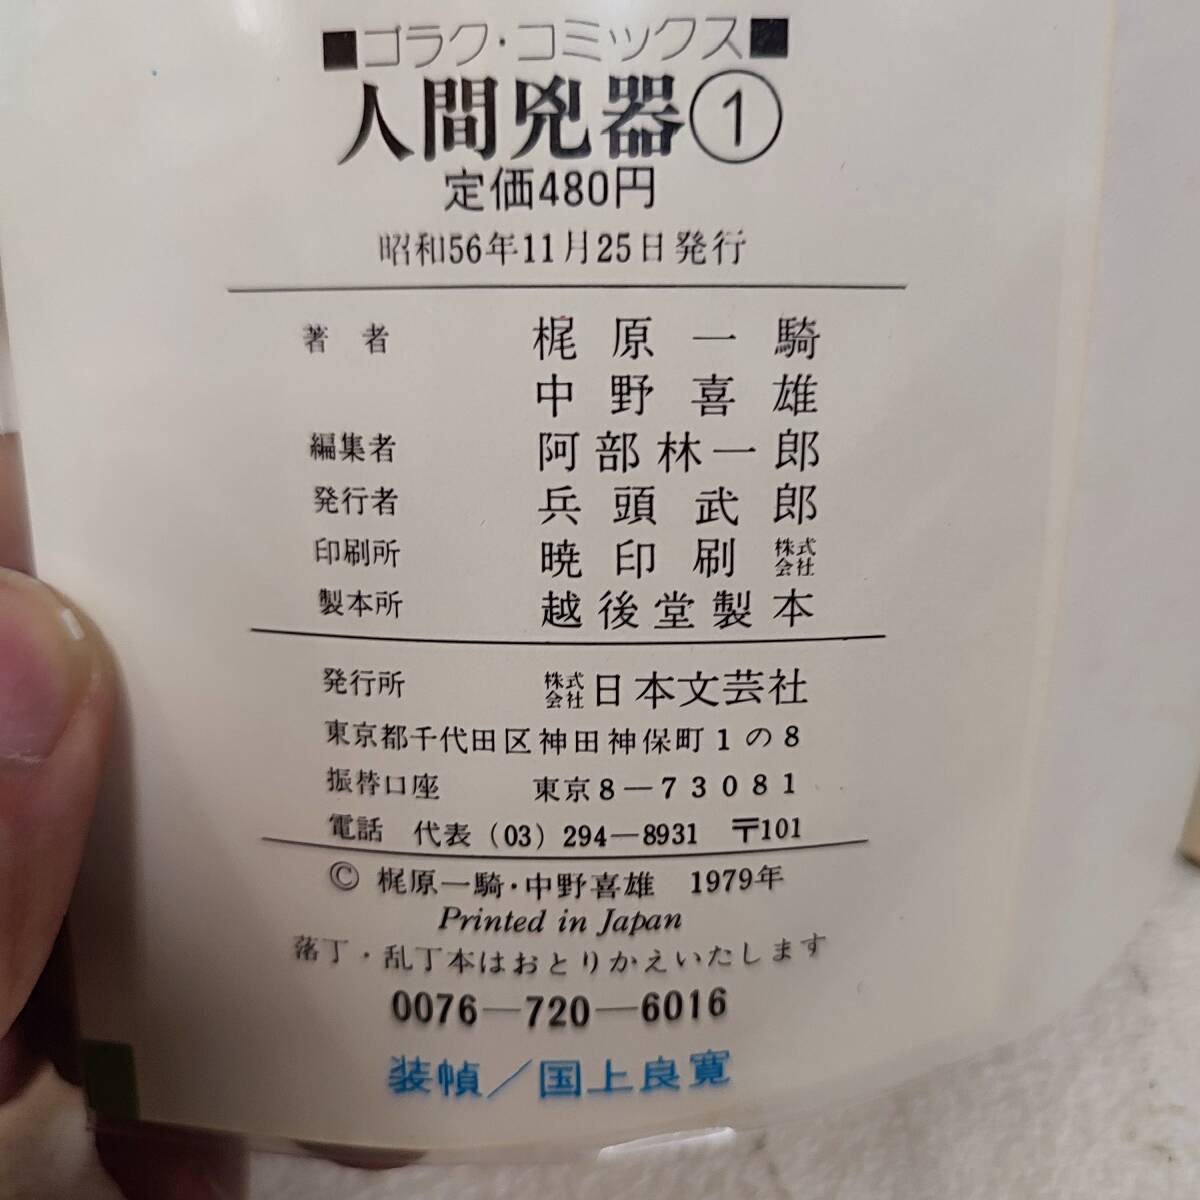 ■ゴラク・コミックス■
人間兇器①
定価480円
昭和56年11月25日発行
著者 梶原一騎
中野喜雄
編集者 阿部林一郎
発行者 兵頭武郎
印刷所 暁印刷 株式会社
製本所 越後堂製本
発行所 株式会社 日本文芸社
東京都千代田区神田神保町1の8
振替口座 東京8―73081
電話 代表(03)294―8931 〒101
© 梶原一騎・中野喜雄 1979年
Printed in Japan
落丁・乱丁本はおとりかえいたします
0076―720―6016
装幀/国上良寛